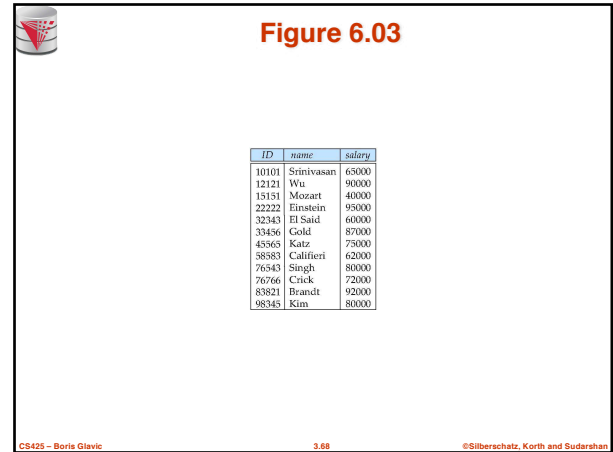 Figure 6.03
ID name salary
10101 Srinivasan 65000
12121 Wu 90000
15151 Mozart 40000
22222 Einstein 95000
32343 El Said 60000
33456 Gold 87000
45565 Katz 75000
58583 Califieri 62000
76543 Singh 80000
76766 Crick 72000
83821 Brandt 92000
98345 Kim 80000
CS425 – Boris Glavic 3.68 ©Silberschatz, Korth and Sudarshan